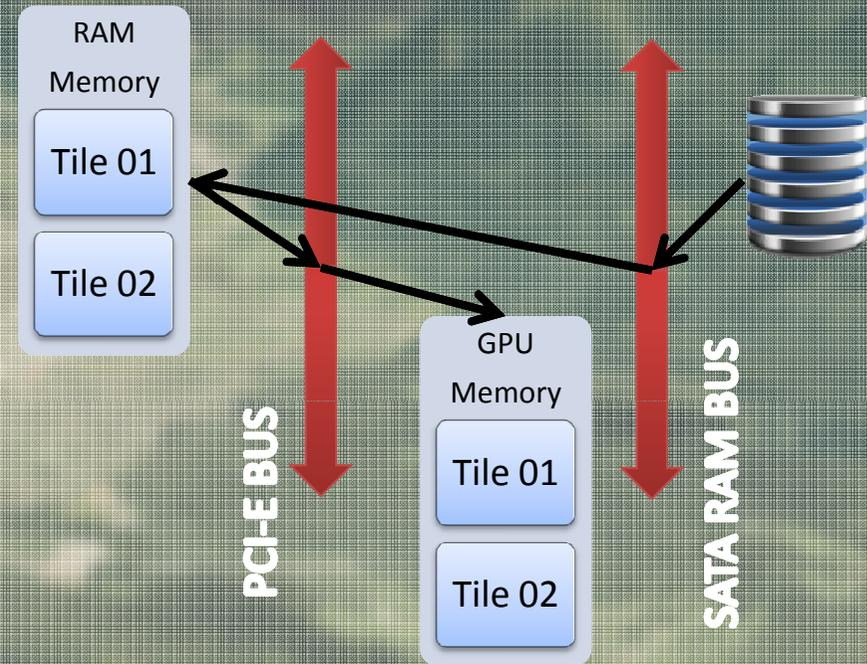 RAM
Memory
Tile 01
Tile 02
GPU
Memory
Tile 01
Tile 02
PCI-E BUS
SATA RAM BUS